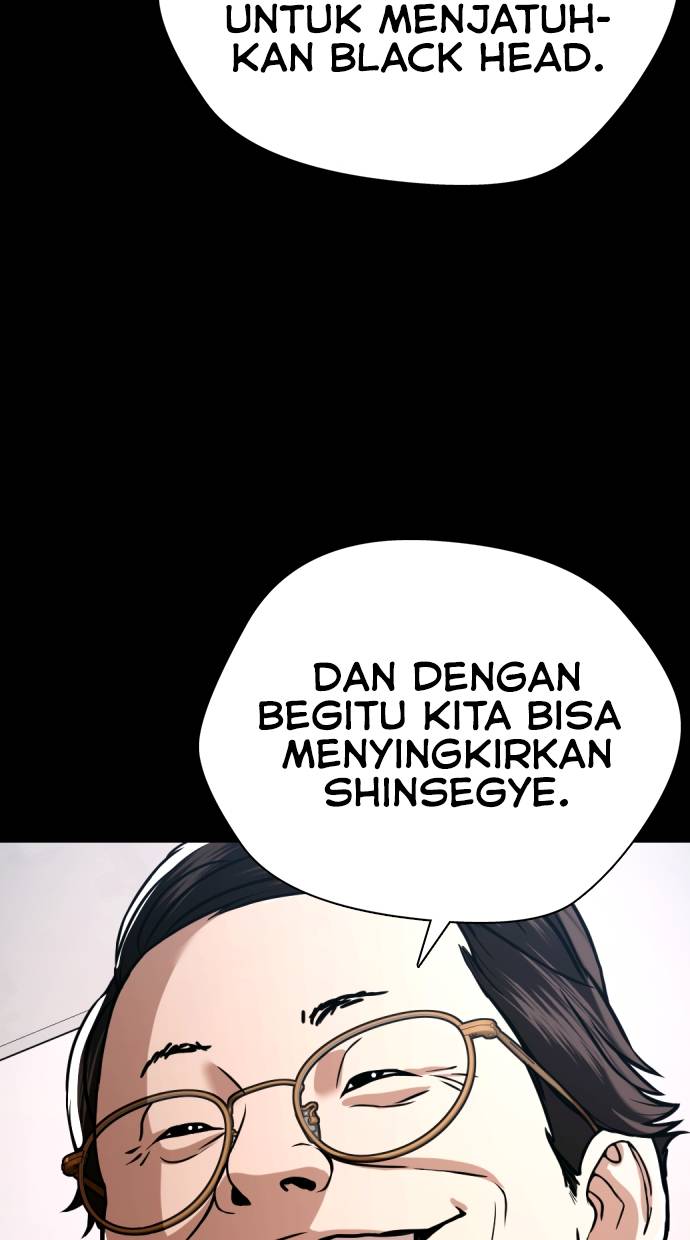 UNTUK MENJATUH-
KAN BLACK HEAD.
DAN DENGAN
BEGITU KITA BISA
MENYINGKIRKAN
SHINSEGYE.